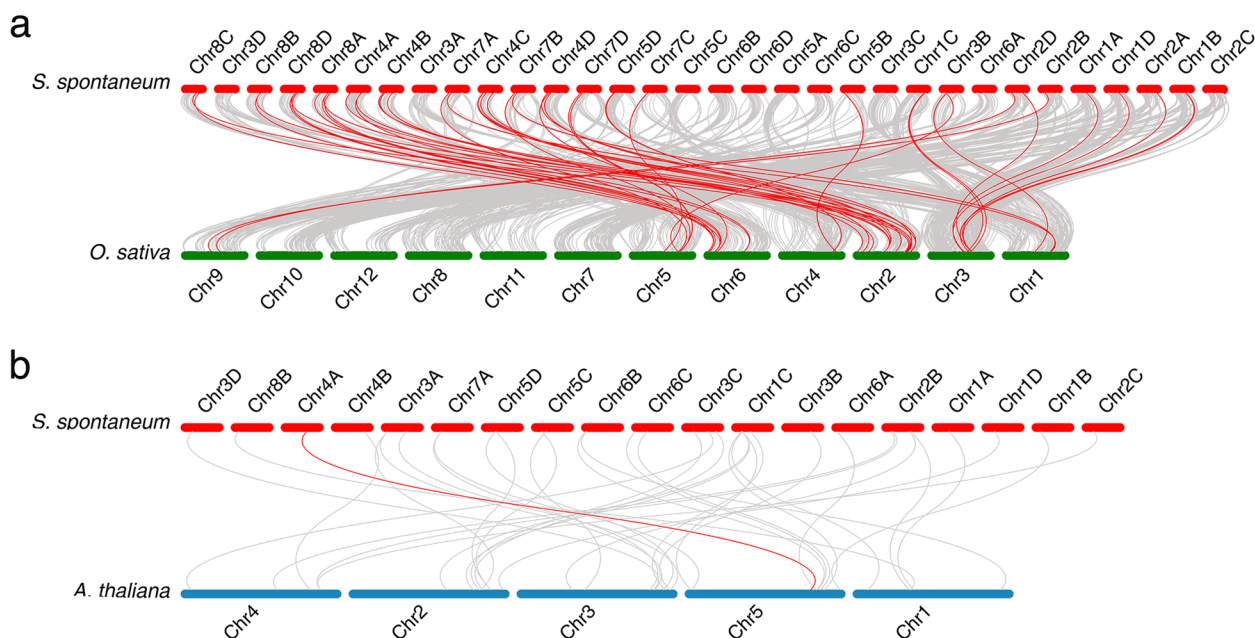 a
Chr8C Chr3D Chr8B Chr8D Chr8A Chr4A Chr4B Chr3A Chr7A Chr4C Chr7B Chr4D Chr7D Chr5D Chr7C Chr5C Chr6B Chr6D Chr5A Chr6C Chr5B Chr3C Chr1C Chr3B Chr6A Chr2D Chr2B Chr1A Chr1D Chr2A Chr1B Chr2C
S. spontaneum
O. sativa
Chr9 Chr10 Chr12 Chr8 Chr11 Chr7 Chr5 Chr6 Chr4 Chr2 Chr3 Chr1
b
Chr3D Chr8B Chr4A Chr4B Chr3A Chr7A Chr5D Chr5C Chr6B Chr6C Chr3C Chr1C Chr3B Chr6A Chr2B Chr1A Chr1D Chr1B Chr2C
S. spontaneum
A. thaliana
Chr4 Chr2 Chr3 Chr5 Chr1